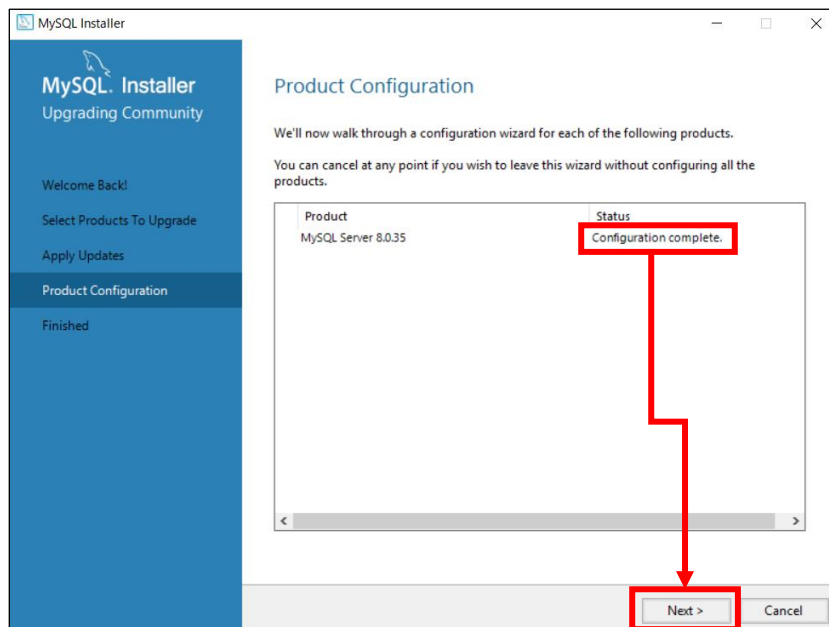 MySQL Installer
MySQL. Installer
Upgrading Community
Welcome Back!
Select Products To Upgrade
Apply Updates
Product Configuration
Finished
Product Configuration
We'll now walk through a configuration wizard for each of the following products.
You can cancel at any point if you wish to leave this wizard without configuring all the
products.
Product Status
MySQL Server 8.0.35 Configuration complete.
Next > Cancel